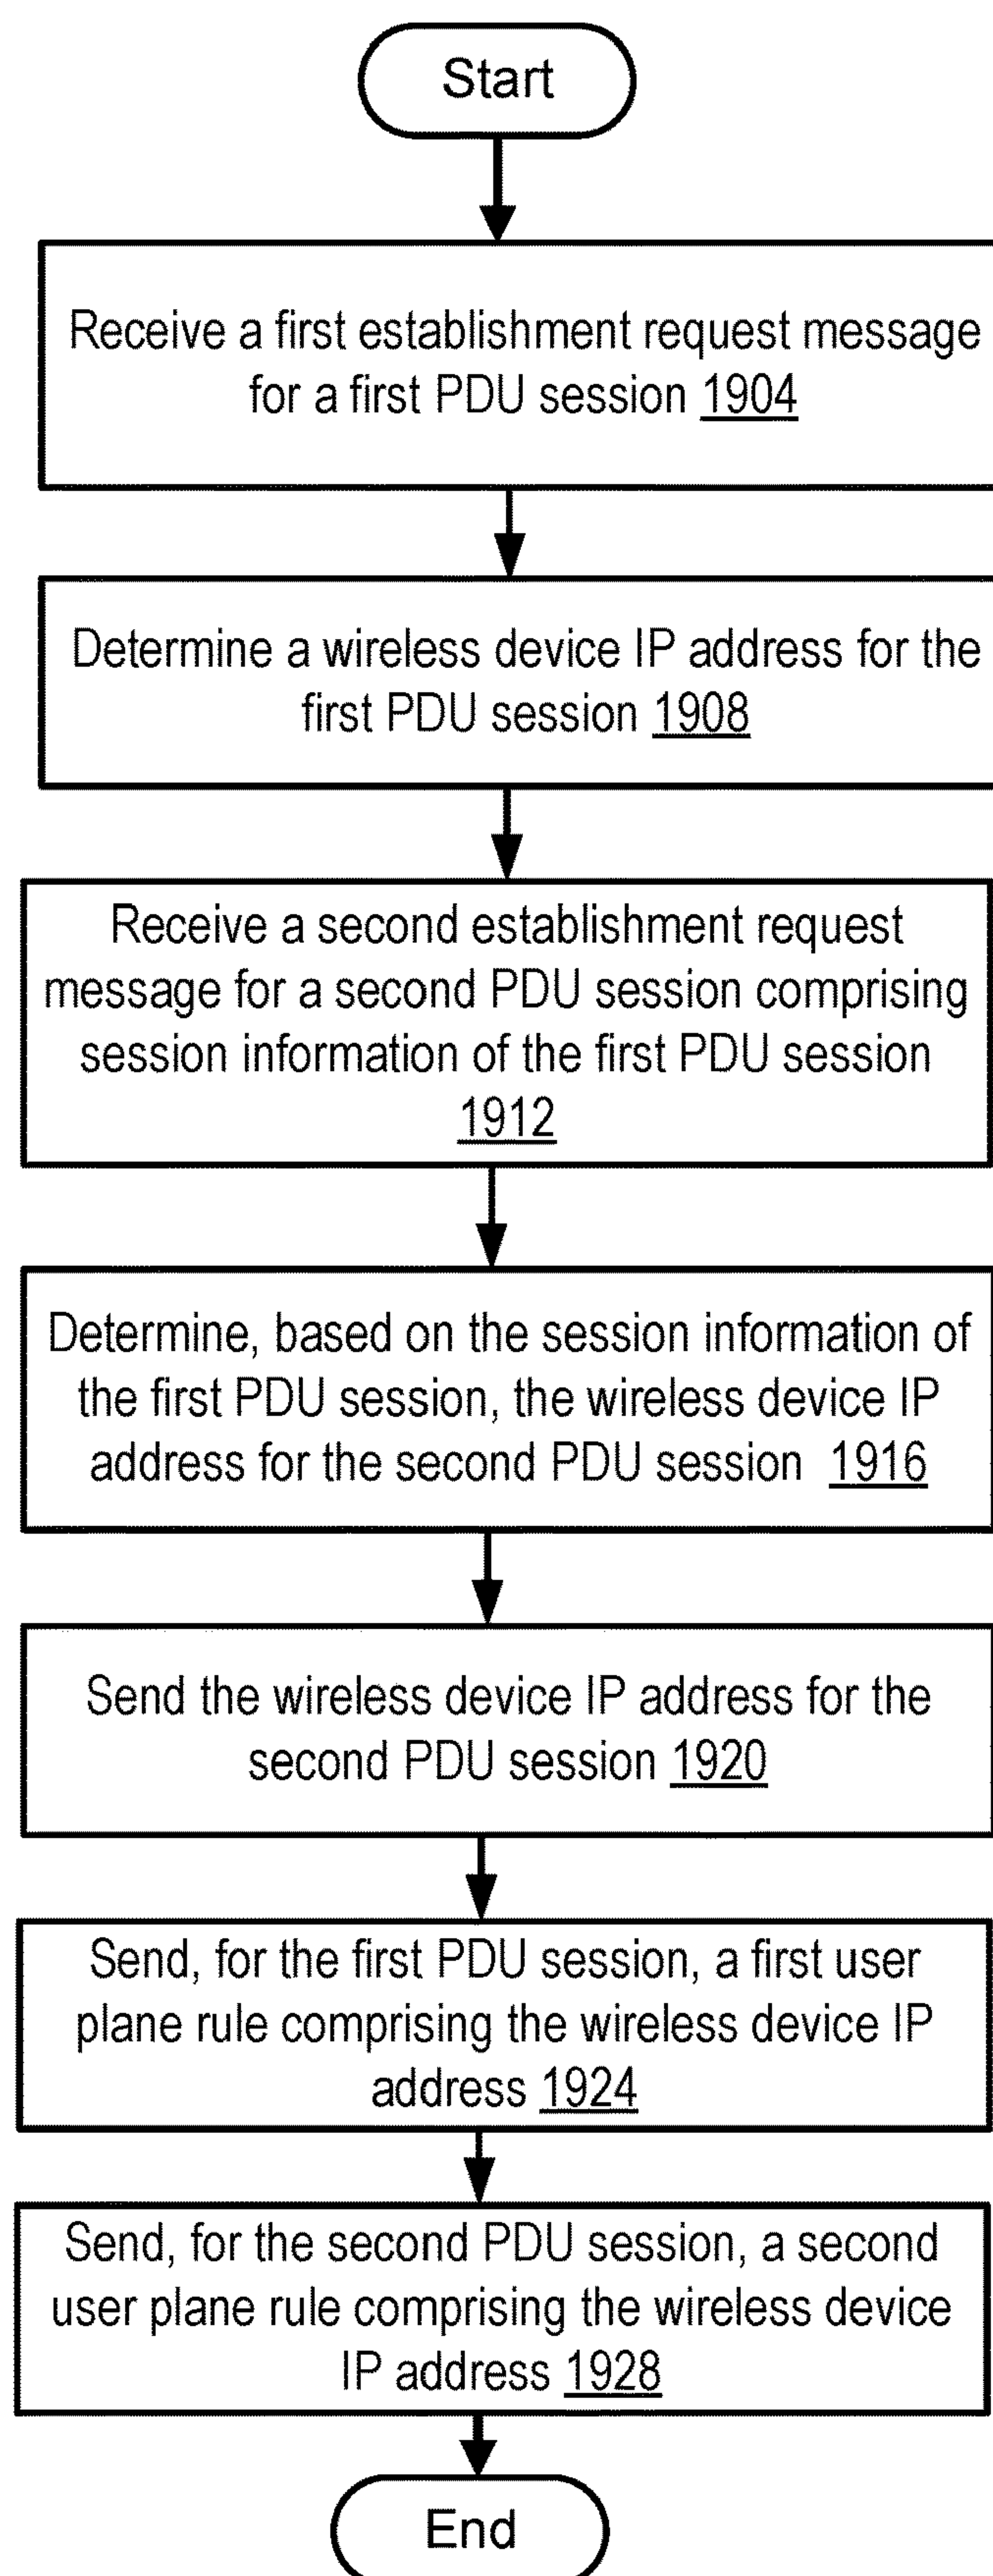 Start
Receive a first establishment request message
for a first PDU session 1904
Determine a wireless device IP address for the
first PDU session 1908
Receive a second establishment request
message for a second PDU session comprising
session information of the first PDU session
1912
Determine, based on the session information of
the first PDU session, the wireless device IP
address for the second PDU session 1916
Send the wireless device IP address for the
second PDU session 1920
Send, for the first PDU session, a first user
plane rule comprising the wireless device IP
address 1924
Send, for the second PDU session, a second
user plane rule comprising the wireless device
IP address 1928
End